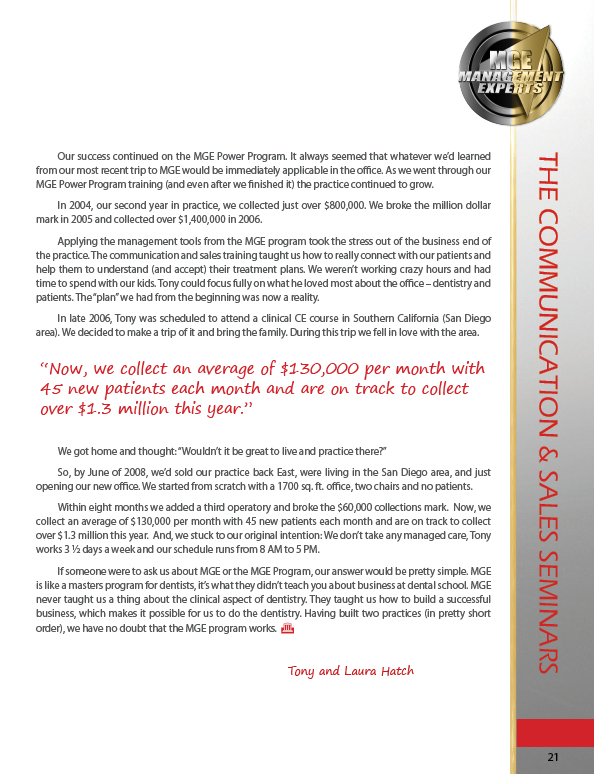 MGE
MANAGEMENT
EXPERTS
Our success continued on the MGE Power Program. It always seemed that whatever we'd learned
from our most recent trip to MGE would be immediately applicable in the office. As we went through our
MGE Power Program training (and even after we finished it) the practice continued to grow.
In 2004, our second year in practice, we collected just over $800,000. We broke the million dollar
mark in 2005 and collected over $1,400,000 in 2006.
Applying the management tools from the MGE program took the stress out of the business end of
the practice. The communication and sales training taught us how to really connect with our patients and
help them to understand (and accept) their treatment plans. We weren't working crazy hours and had
time to spend with our kids. Tony could focus fully on what he loved most about the office – dentistry and
patients. The "plan" we had from the beginning was now a reality.
In late 2006, Tony was scheduled to attend a clinical CE course in Southern California (San Diego
area). We decided to make a trip of it and bring the family. During this trip we fell in love with the area.
"Now, we collect an average of $130,000 per month with
45 new patients each month and are on track to collect
over $1.3 million this year."
We got home and thought: "Wouldn't it be great to live and practice there?"
So, by June of 2008, we'd sold our practice back East, were living in the San Diego area, and just
opening our new office. We started from scratch with a 1700 sq. ft. office, two chairs and no patients.
Within eight months we added a third operatory and broke the $60,000 collections mark. Now, we
collect an average of $130,000 per month with 45 new patients each month and are on track to collect
over $1.3 million this year. And, we stuck to our original intention: We don't take any managed care, Tony
works 3 ½ days a week and our schedule runs from 8 AM to 5 PM.
If someone were to ask us about MGE or the MGE Program, our answer would be pretty simple. MGE
is like a masters program for dentists, it's what they didn't teach you about business at dental school. MGE
never taught us a thing about the clinical aspect of dentistry. They taught us how to build a successful
business, which makes it possible for us to do the dentistry. Having built two practices (in pretty short
order), we have no doubt that the MGE program works.
Tony and Laura Hatch
THE COMMUNICATION & SALES SEMINARS
21